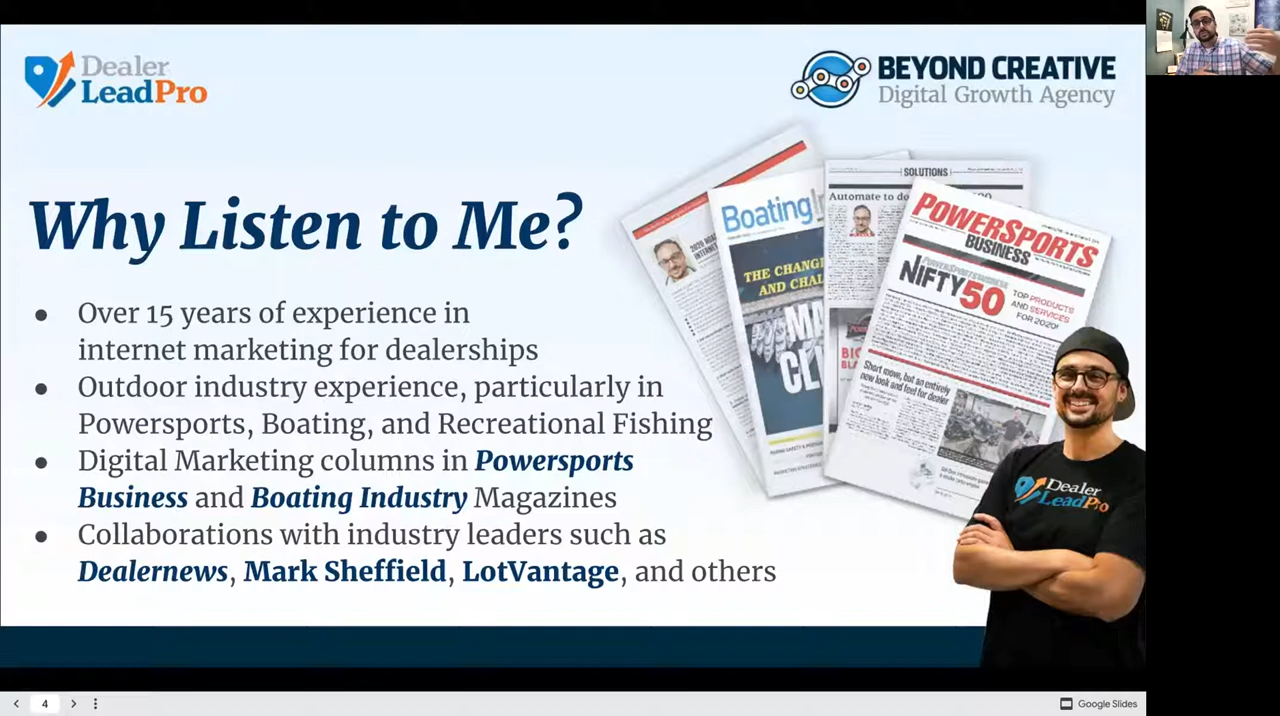 Dealer
LeadPro
BEYOND CREATIVE
Digital Growth Agency
Why Listen to Me?
● Over 15 years of experience in
internet marketing for dealerships
● Outdoor industry experience, particularly in
Powersports, Boating, and Recreational Fishing
● Digital Marketing columns in Powersports
Business and Boating Industry Magazines
● Collaborations with industry leaders such as
Dealernews, Mark Sheffield, LotVantage, and others
Boating
THE CHANG
AND CHAL
SOLUTIONS
Automate to do
POWERSPORTS
BUSINESS
POWERSPORTS BUSINESS
NIFTY
50
TOP PRODUCTS
AND SERVICES
FOR 2020!
Short move, but an entirely
new look and feel for dealer
Dealer
LeadPro
4
Google Slides